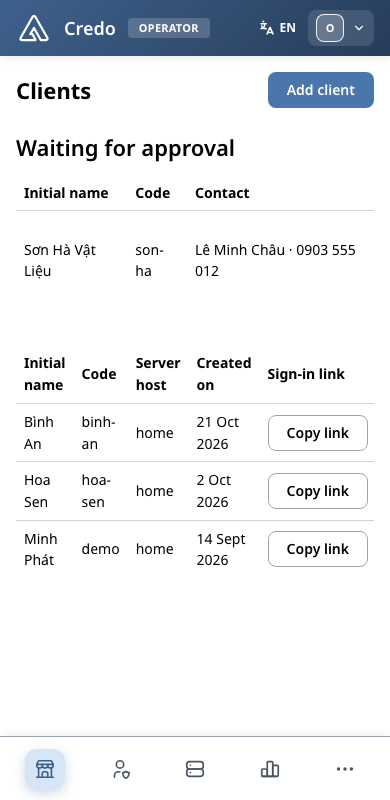 Credo OPERATOR EN O
Clients Add client
Waiting for approval
Initial name Code Contact
Sơn Hà Vật Liệu son-ha Lê Minh Châu · 0903 555 012
Initial name Code Server host Created on Sign-in link
Bình An binh-an home 21 Oct 2026 Copy link
Hoa Sen hoa-sen home 2 Oct 2026 Copy link
Minh Phát demo home 14 Sept 2026 Copy link